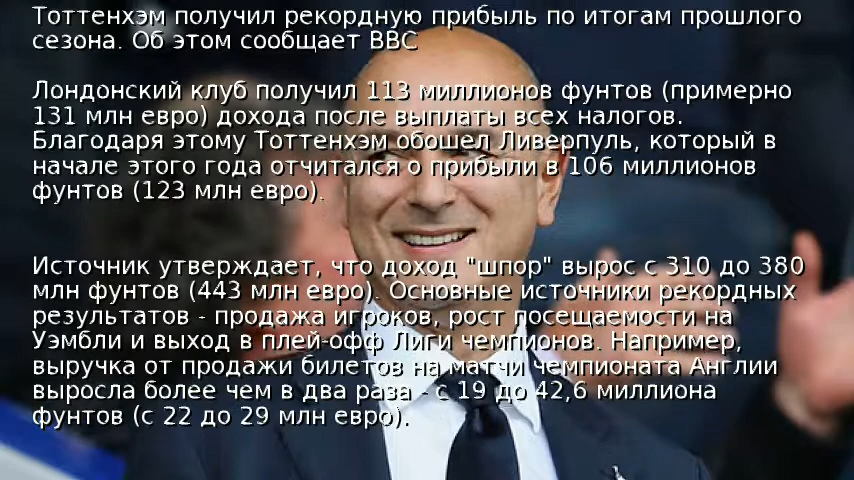 Тоттенхэм получил рекордную прибыль по итогам прошлого
сезона. Об этом сообщает BBC
Лондонский клуб получил 113 миллионов фунтов (примерно
131 млн евро) дохода после выплаты всех налогов.
Благодаря этому Тоттенхэм обошел Ливерпуль, который в
начале этого года отчитался о прибыли в 106 миллионов
фунтов (123 млн евро).
Источник утверждает, что доход "шпор" вырос с 310 до 380
млн фунтов (443 млн евро). Основные источники рекордных
результатов - продажа игроков, рост посещаемости на
Уэмбли и выход в плей-офф Лиги чемпионов. Например,
выручка от продажи билетов на матчи чемпионата Англии
выросла более чем в два раза - с 19 до 42,6 миллиона
фунтов (с 22 до 29 млн евро).